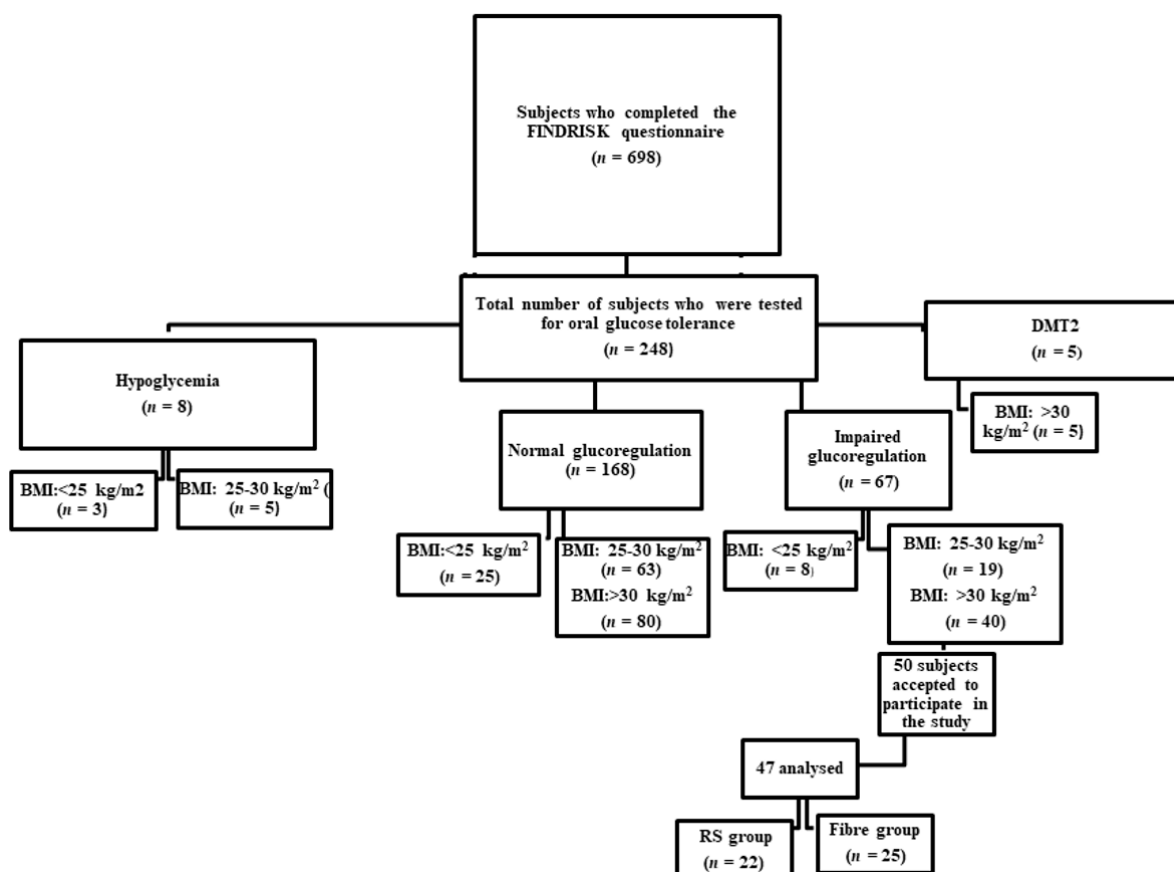 Subjects who completed the
FINDRISK questionnaire
(n = 698)
Total number of subjects who were tested
for oral glucose tolerance
(n = 248)
DMT2
(n = 5)
Hypoglycemia
(n = 8)
BMI: >30
kg/m² (n = 5)
Normal glucoregulation
(n = 168)
Impaired
glucoregulation
(n = 67)
BMI:<25 kg/m2
(n = 3)
BMI: 25-30 kg/m² (
(n = 5)
BMI:<25 kg/m²
(n = 25)
BMI: 25-30 kg/m²
(n = 63)
BMI:>30 kg/m²
(n = 80)
BMI: <25 kg/m²
(n = 8)
BMI: 25-30 kg/m²
(n = 19)
BMI: >30 kg/m²
(n = 40)
50 subjects
accepted to
participate in
the study
47 analysed
RS group
(n = 22)
Fibre group
(n = 25)